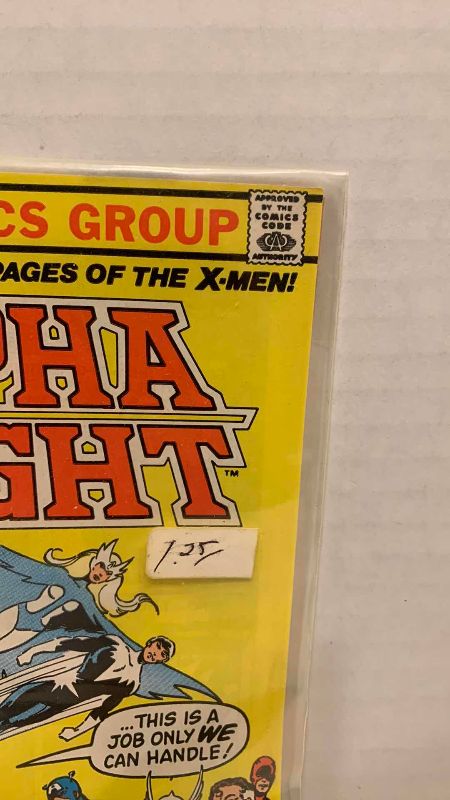 CS GROUP
APPROVED
BY THE
COMICS
CODE
AUTHORITY
PAGES OF THE X-MEN!
PHA
GHT
TM
1.25
...THIS IS A
JOB ONLY WE
CAN HANDLE!